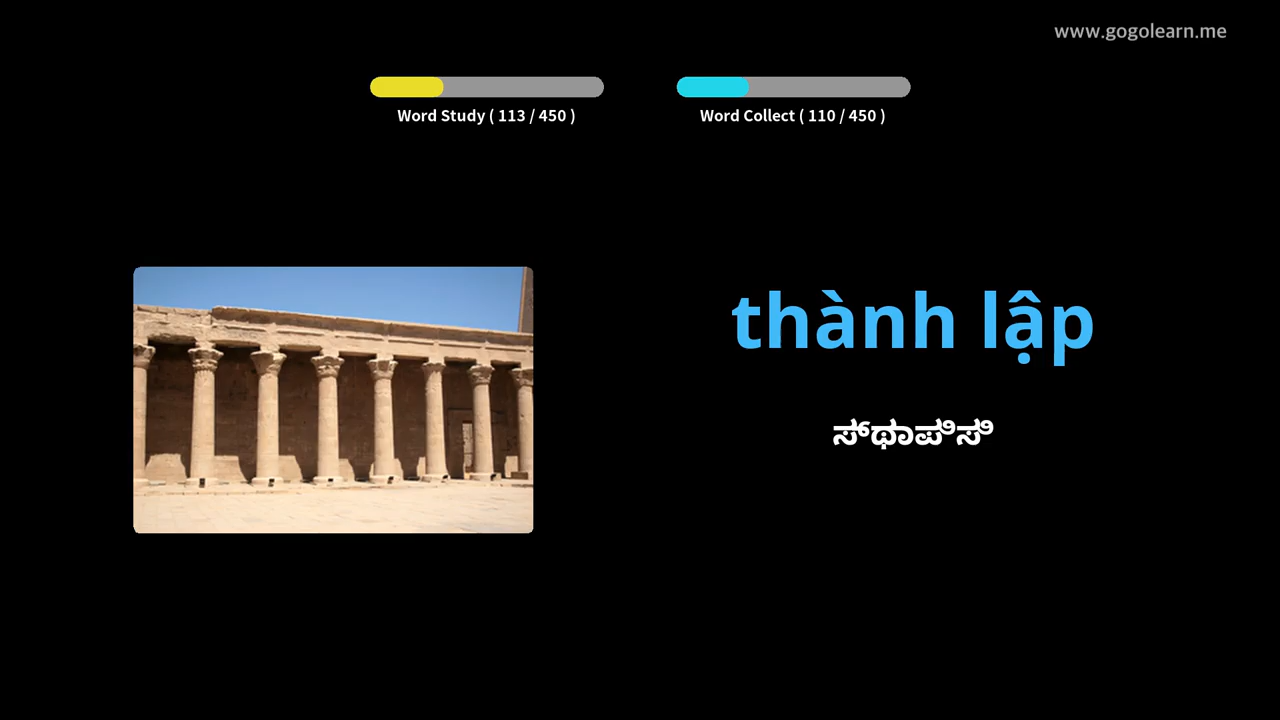 www.gogolearn.me
Word Study ( 113 / 450 )
Word Collect ( 110 / 450 )
thành lập
ಸ್ಥಾಪಿಸಿ